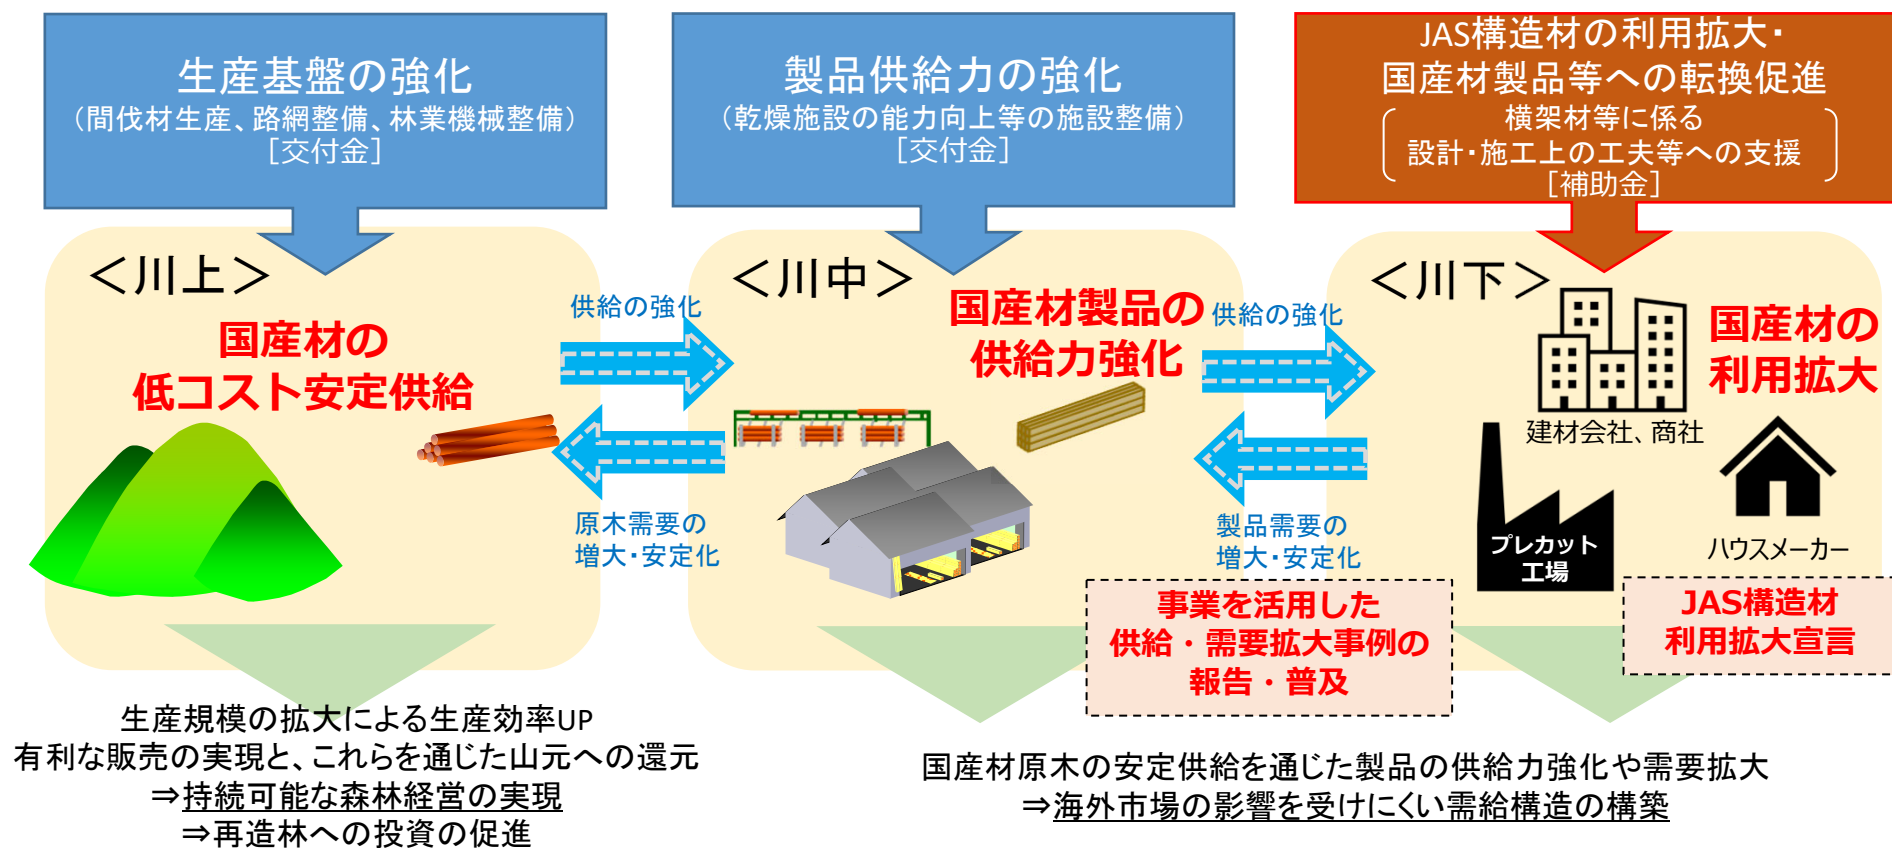 生産基盤の強化
（間伐材生産、路網整備、林業機械整備）
［交付金］
製品供給力の強化
（乾燥施設の能力向上等の施設整備）
［交付金］
JAS構造材の利用拡大・
国産材製品等への転換促進
横架材等に係る
設計・施工上の工夫等への支援
［補助金］
＜川上＞
国産材の
低コスト安定供給
供給の強化
原木需要の
増大・安定化
＜川中＞
国産材製品の
供給力強化
供給の強化
製品需要の
増大・安定化
＜川下＞
国産材の
利用拡大
建材会社、商社
プレカット
工場
ハウスメーカー
事業を活用した
供給・需要拡大事例の
報告・普及
JAS構造材
利用拡大宣言
生産規模の拡大による生産効率UP
有利な販売の実現と、これらを通じた山元への還元
⇒持続可能な森林経営の実現
⇒再造林への投資の促進
国産材原木の安定供給を通じた製品の供給力強化や需要拡大
⇒海外市場の影響を受けにくい需給構造の構築